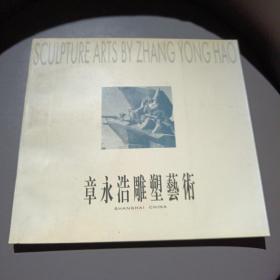 SCULPTURE ARTS BY ZHANG YONG HAO
章永浩雕塑藝術
SHANGHAI CHINA